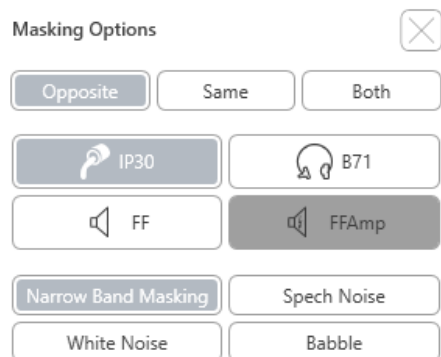 Masking Options
Opposite Same Both
IP30 B71
FF FFAmp
Narrow Band Masking Spech Noise
White Noise Babble